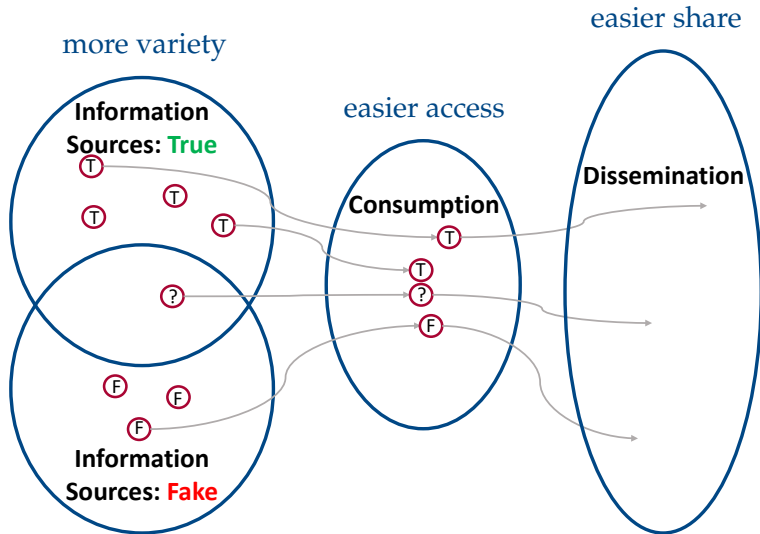 easier share
more variety
easier access
Information
Sources: True
T
T
T
T
?
F
F
F
Information
Sources: Fake
Consumption
T
T
?
F
Dissemination